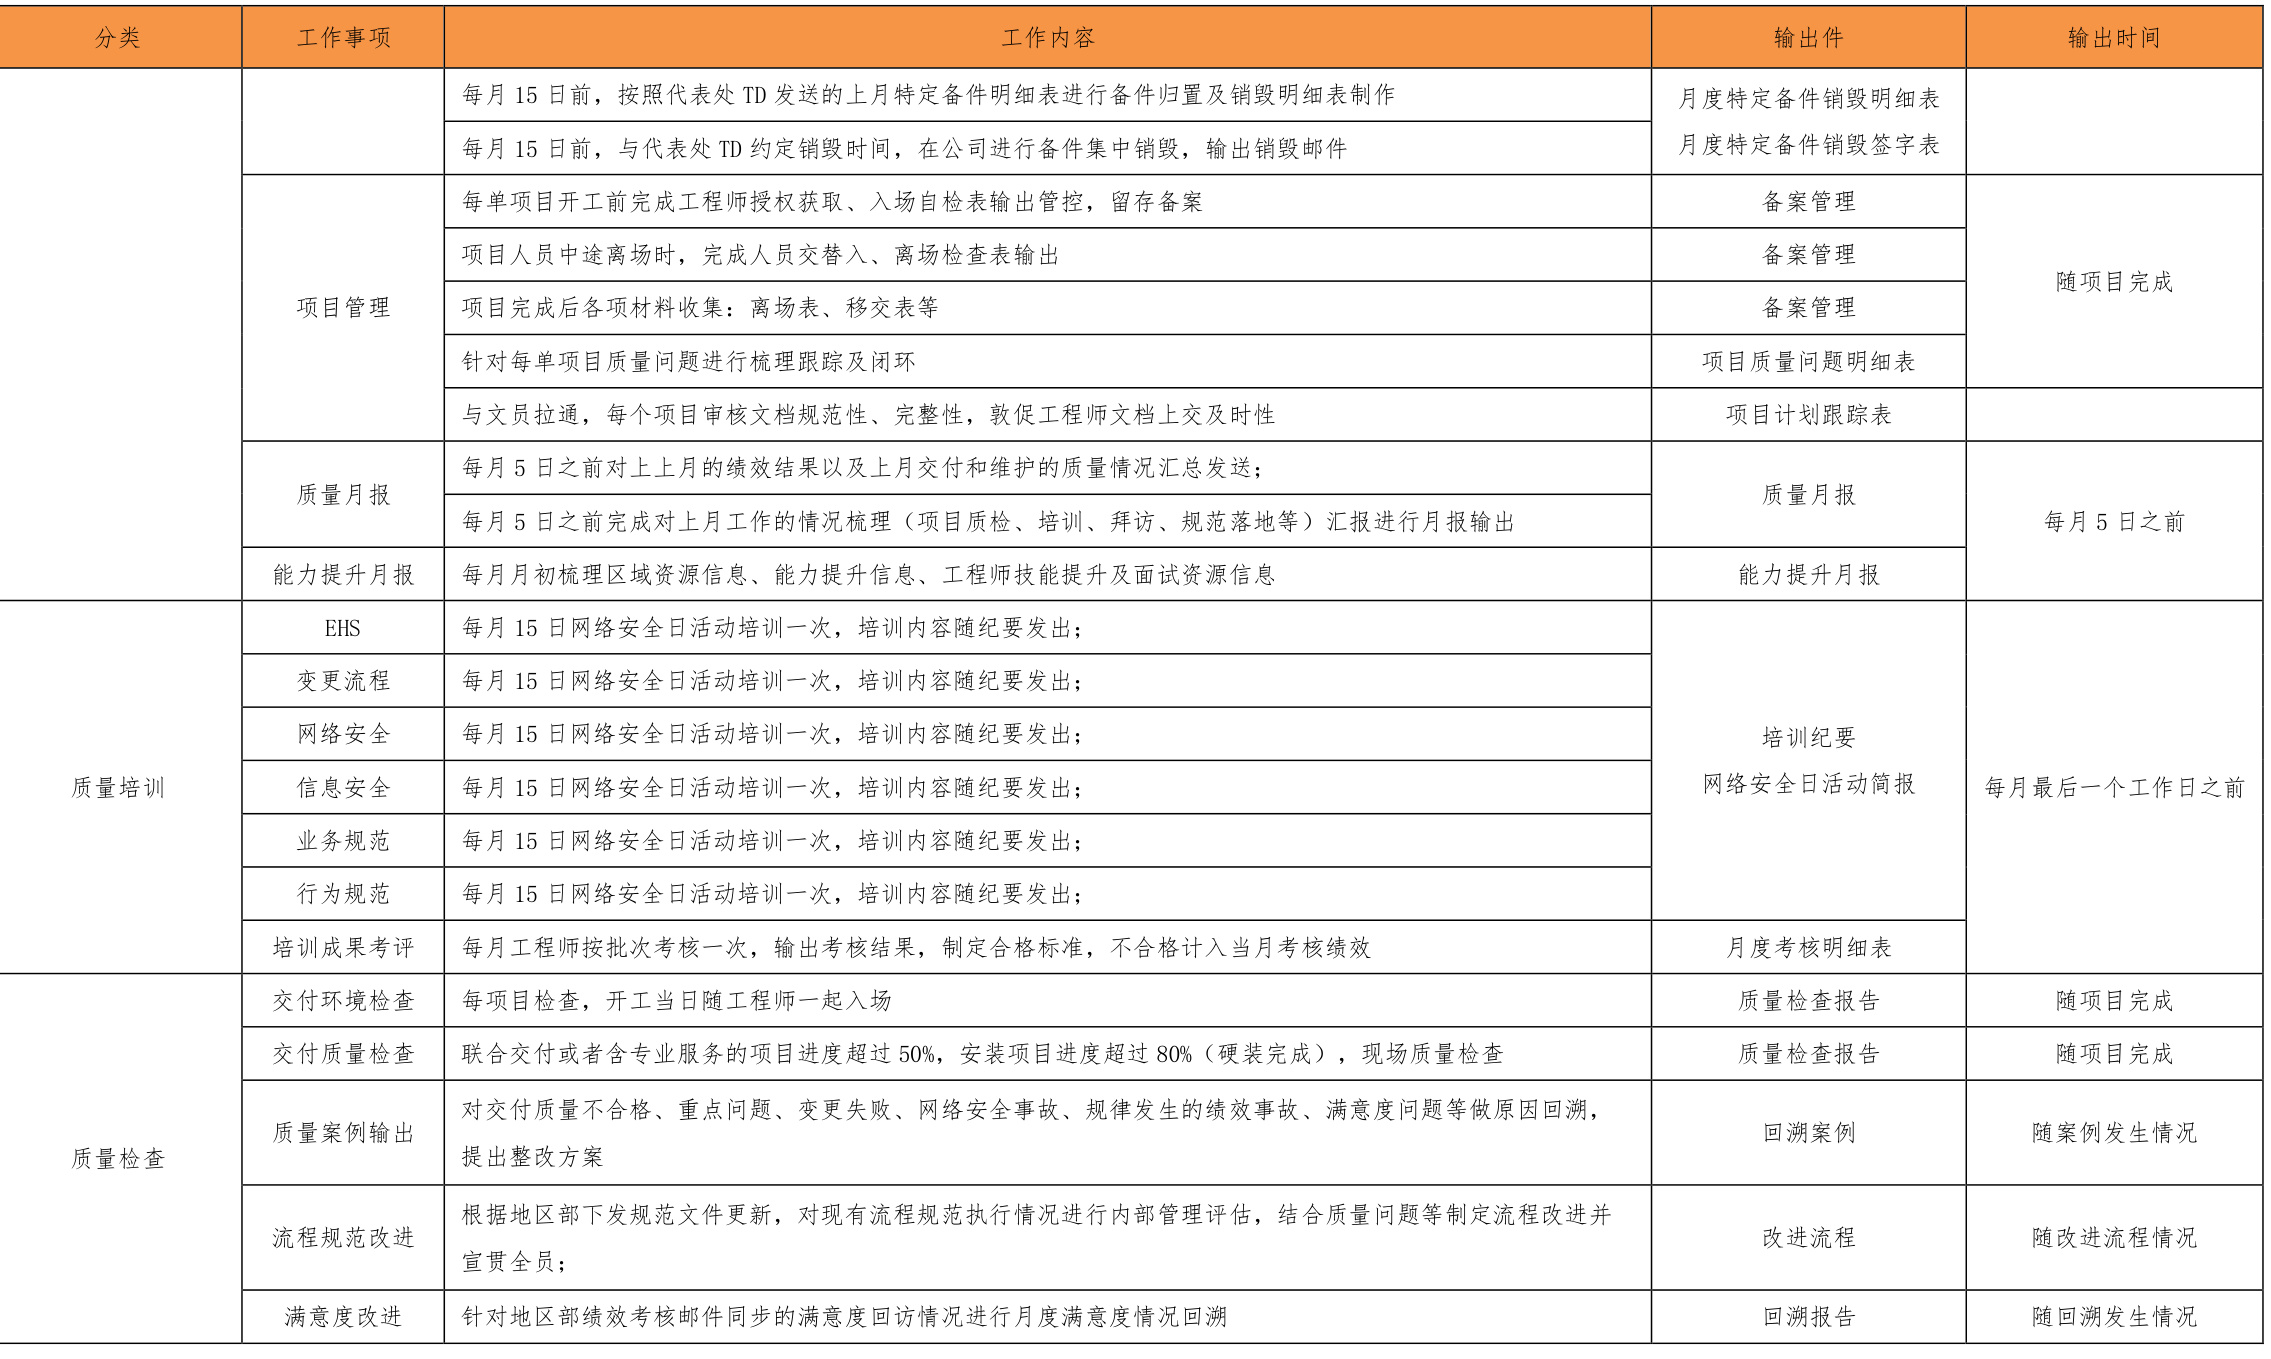 分类 工作事项 工作内容 输出件 输出时间
每月 15 日前，按照代表处 TD 发送的上月特定备件明细表进行备件归置及销毁明细表制作
月度特定备件销毁明细表
月度特定备件销毁签字表
每月 15 日前，与代表处 TD 约定销毁时间，在公司进行备件集中销毁，输出销毁邮件
项目管理
每单项目开工前完成工程师授权获取、入场自检表输出管控，留存备案 备案管理
随项目完成
项目人员中途离场时，完成人员交替入、离场检查表输出 备案管理
项目完成后各项材料收集：离场表、移交表等 备案管理
针对每单项目质量问题进行梳理跟踪及闭环 项目质量问题明细表
与文员拉通，每个项目审核文档规范性、完整性，敦促工程师文档上交及时性 项目计划跟踪表
质量月报
每月 5 日之前对上上月的绩效结果以及上月交付和维护的质量情况汇总发送；
质量月报
每月 5 日之前
每月 5 日之前完成对上月工作的情况梳理（项目质检、培训、拜访、规范落地等）汇报进行月报输出
能力提升月报 每月月初梳理区域资源信息、能力提升信息、工程师技能提升及面试资源信息 能力提升月报
质量培训
EHS 每月 15 日网络安全日活动培训一次，培训内容随纪要发出；
培训纪要
网络安全日活动简报
每月最后一个工作日之前
变更流程 每月 15 日网络安全日活动培训一次，培训内容随纪要发出；
网络安全 每月 15 日网络安全日活动培训一次，培训内容随纪要发出；
信息安全 每月 15 日网络安全日活动培训一次，培训内容随纪要发出；
业务规范 每月 15 日网络安全日活动培训一次，培训内容随纪要发出；
行为规范 每月 15 日网络安全日活动培训一次，培训内容随纪要发出；
培训成果考评 每月工程师按批次考核一次，输出考核结果，制定合格标准，不合格计入当月考核绩效 月度考核明细表
质量检查
交付环境检查 每项目检查，开工当日随工程师一起入场 质量检查报告 随项目完成
交付质量检查 联合交付或者含专业服务的项目进度超过 50%，安装项目进度超过 80%（硬装完成），现场质量检查 质量检查报告 随项目完成
质量案例输出
对交付质量不合格、重点问题、变更失败、网络安全事故、规律发生的绩效事故、满意度问题等做原因回溯，
提出整改方案
回溯案例 随案例发生情况
流程规范改进
根据地区部下发规范文件更新，对现有流程规范执行情况进行内部管理评估，结合质量问题等制定流程改进并
宣贯全员；
改进流程 随改进流程情况
满意度改进 针对地区部绩效考核邮件同步的满意度回访情况进行月度满意度情况回溯 回溯报告 随回溯发生情况